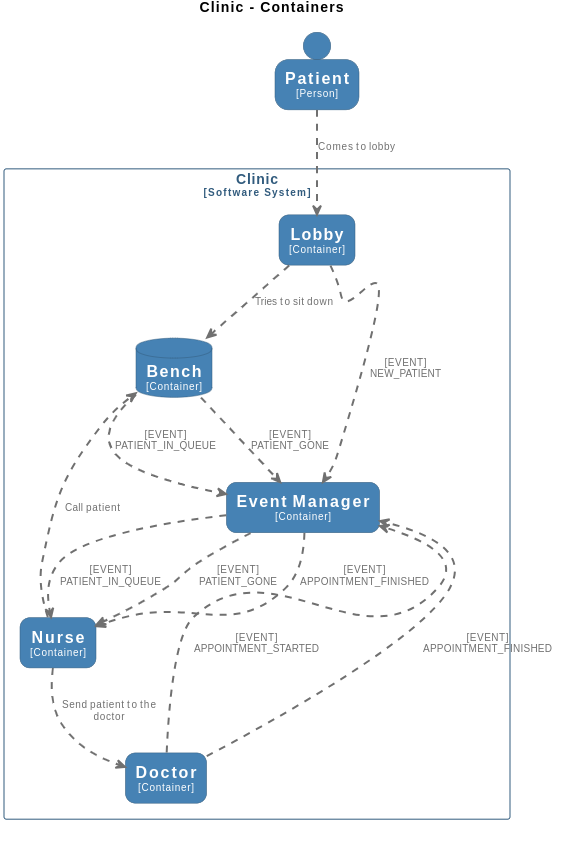 Clinic - Containers
Patient
[Person]
Comes to lobby
Clinic
[Software System]
Lobby
[Container]
Tries to sit down
[EVENT]
NEW_PATIENT
Bench
[Container]
[EVENT]
PATIENT_IN_QUEUE
[EVENT]
PATIENT_GONE
Event Manager
[Container]
Call patient
[EVENT]
PATIENT_IN_QUEUE
[EVENT]
PATIENT_GONE
[EVENT]
APPOINTMENT_FINISHED
Nurse
[Container]
[EVENT]
APPOINTMENT_STARTED
[EVENT]
APPOINTMENT_FINISHED
Send patient to the
doctor
Doctor
[Container]